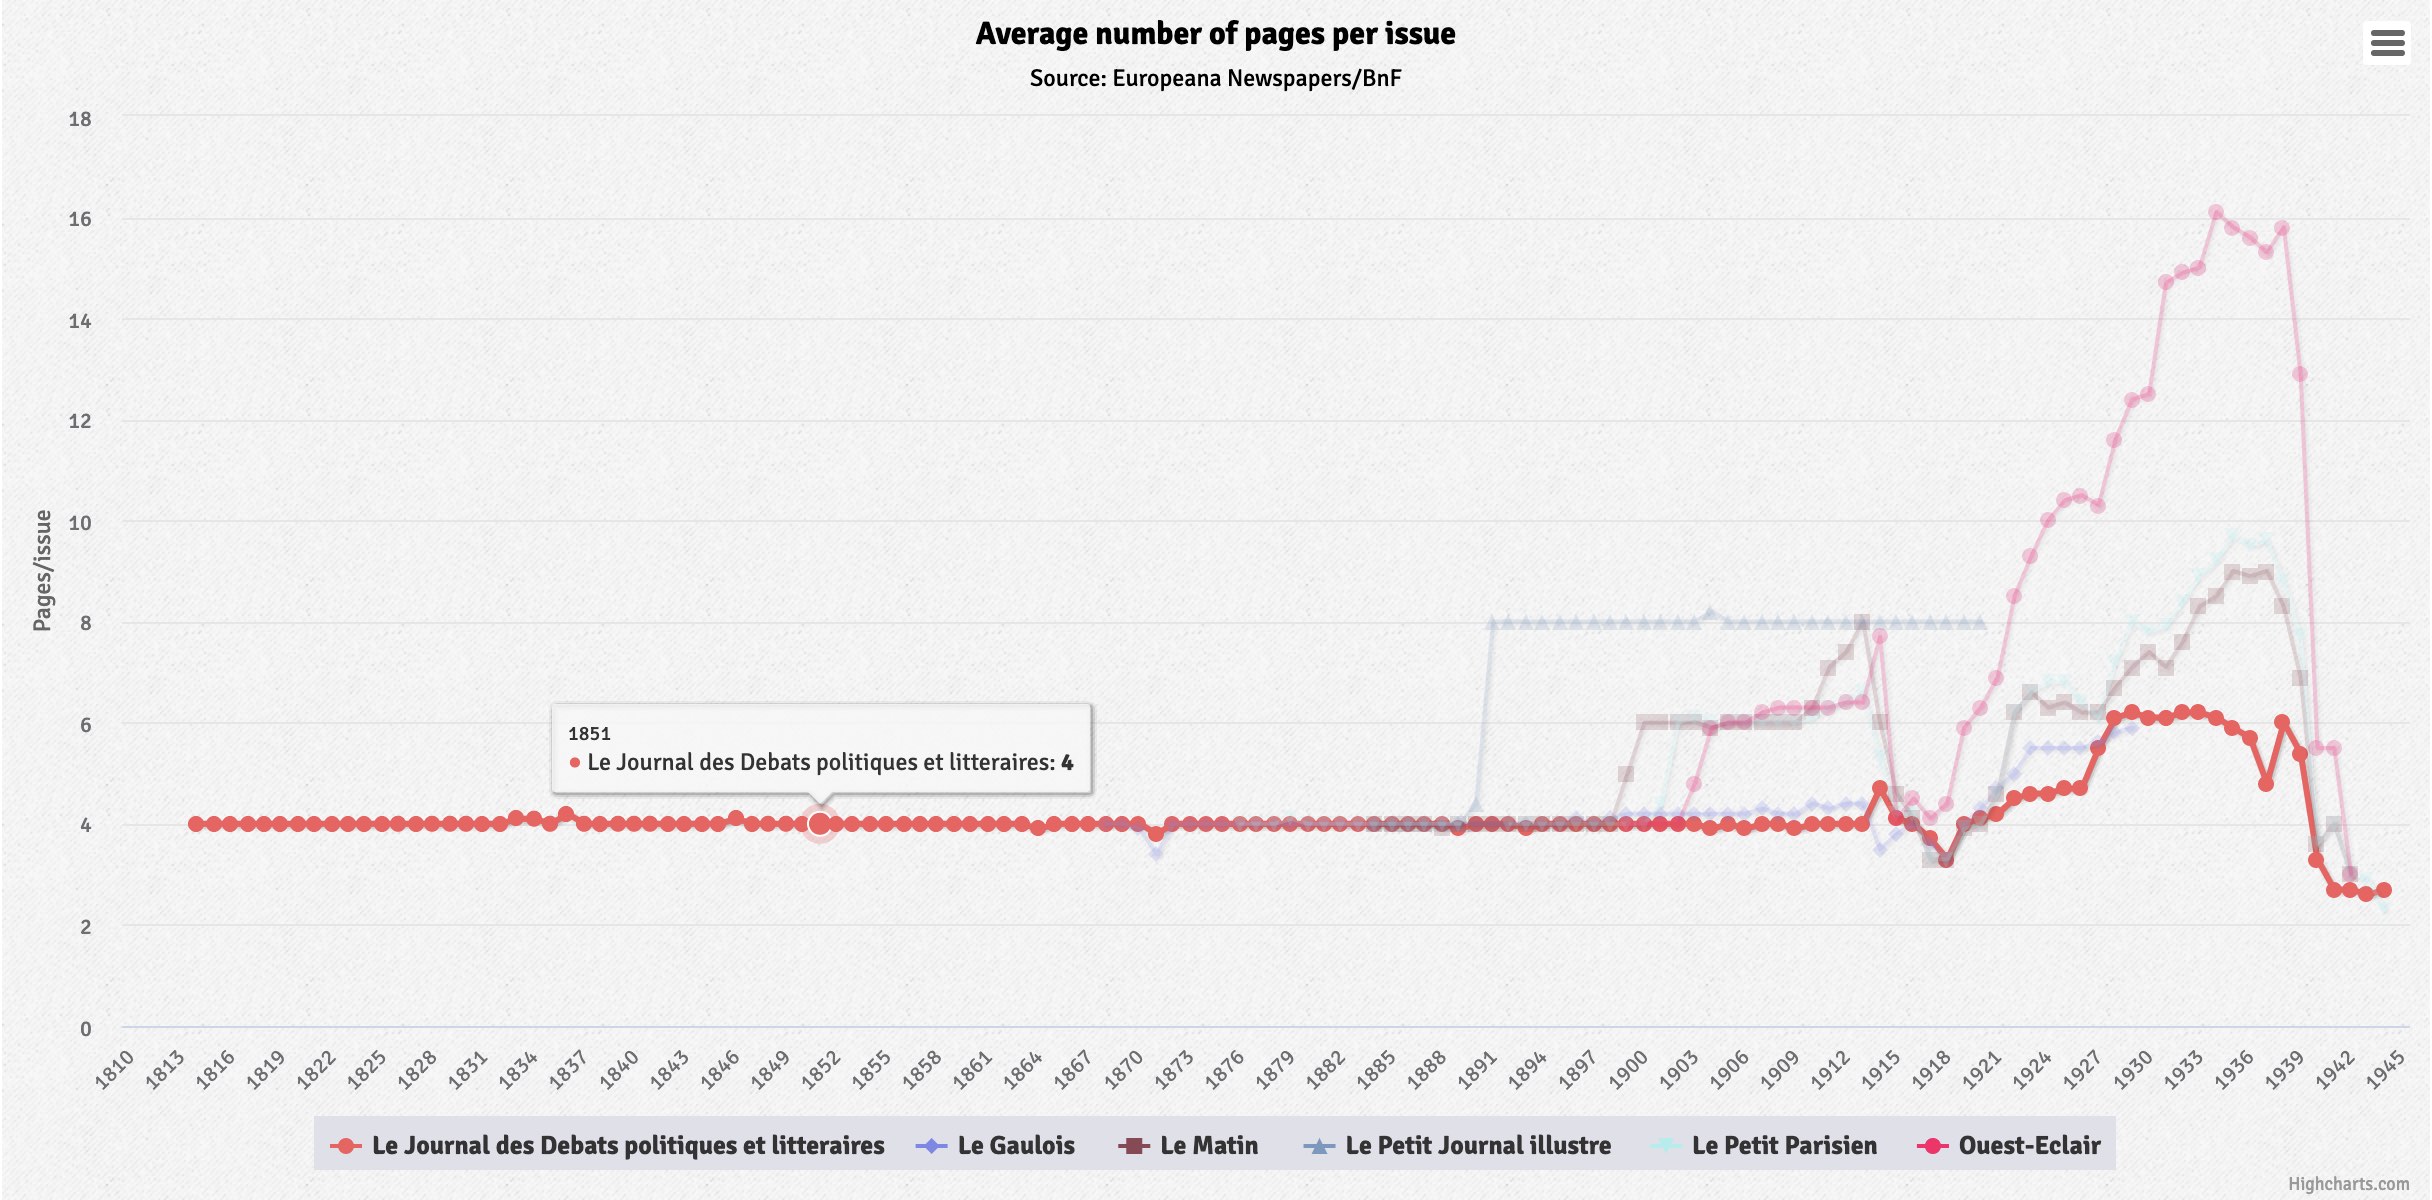 Average number of pages per issue
Source: Europeana Newspapers/BnF
18
16
14
12
10
8
6
4
2
0
Pages/issue
1851
Le Journal des Debats politiques et litteraires: 4
1810 1813 1816 1819 1822 1825 1828 1831 1834 1837 1840 1843 1846 1849 1852 1855 1858 1861 1864 1867 1870 1873 1876 1879 1882 1885 1888 1891 1894 1897 1900 1903 1906 1909 1912 1915 1918 1921 1924 1927 1930 1933 1936 1939 1942 1945
Le Journal des Debats politiques et litteraires Le Gaulois Le Matin Le Petit Journal illustre Le Petit Parisien Ouest-Eclair
Highcharts.com